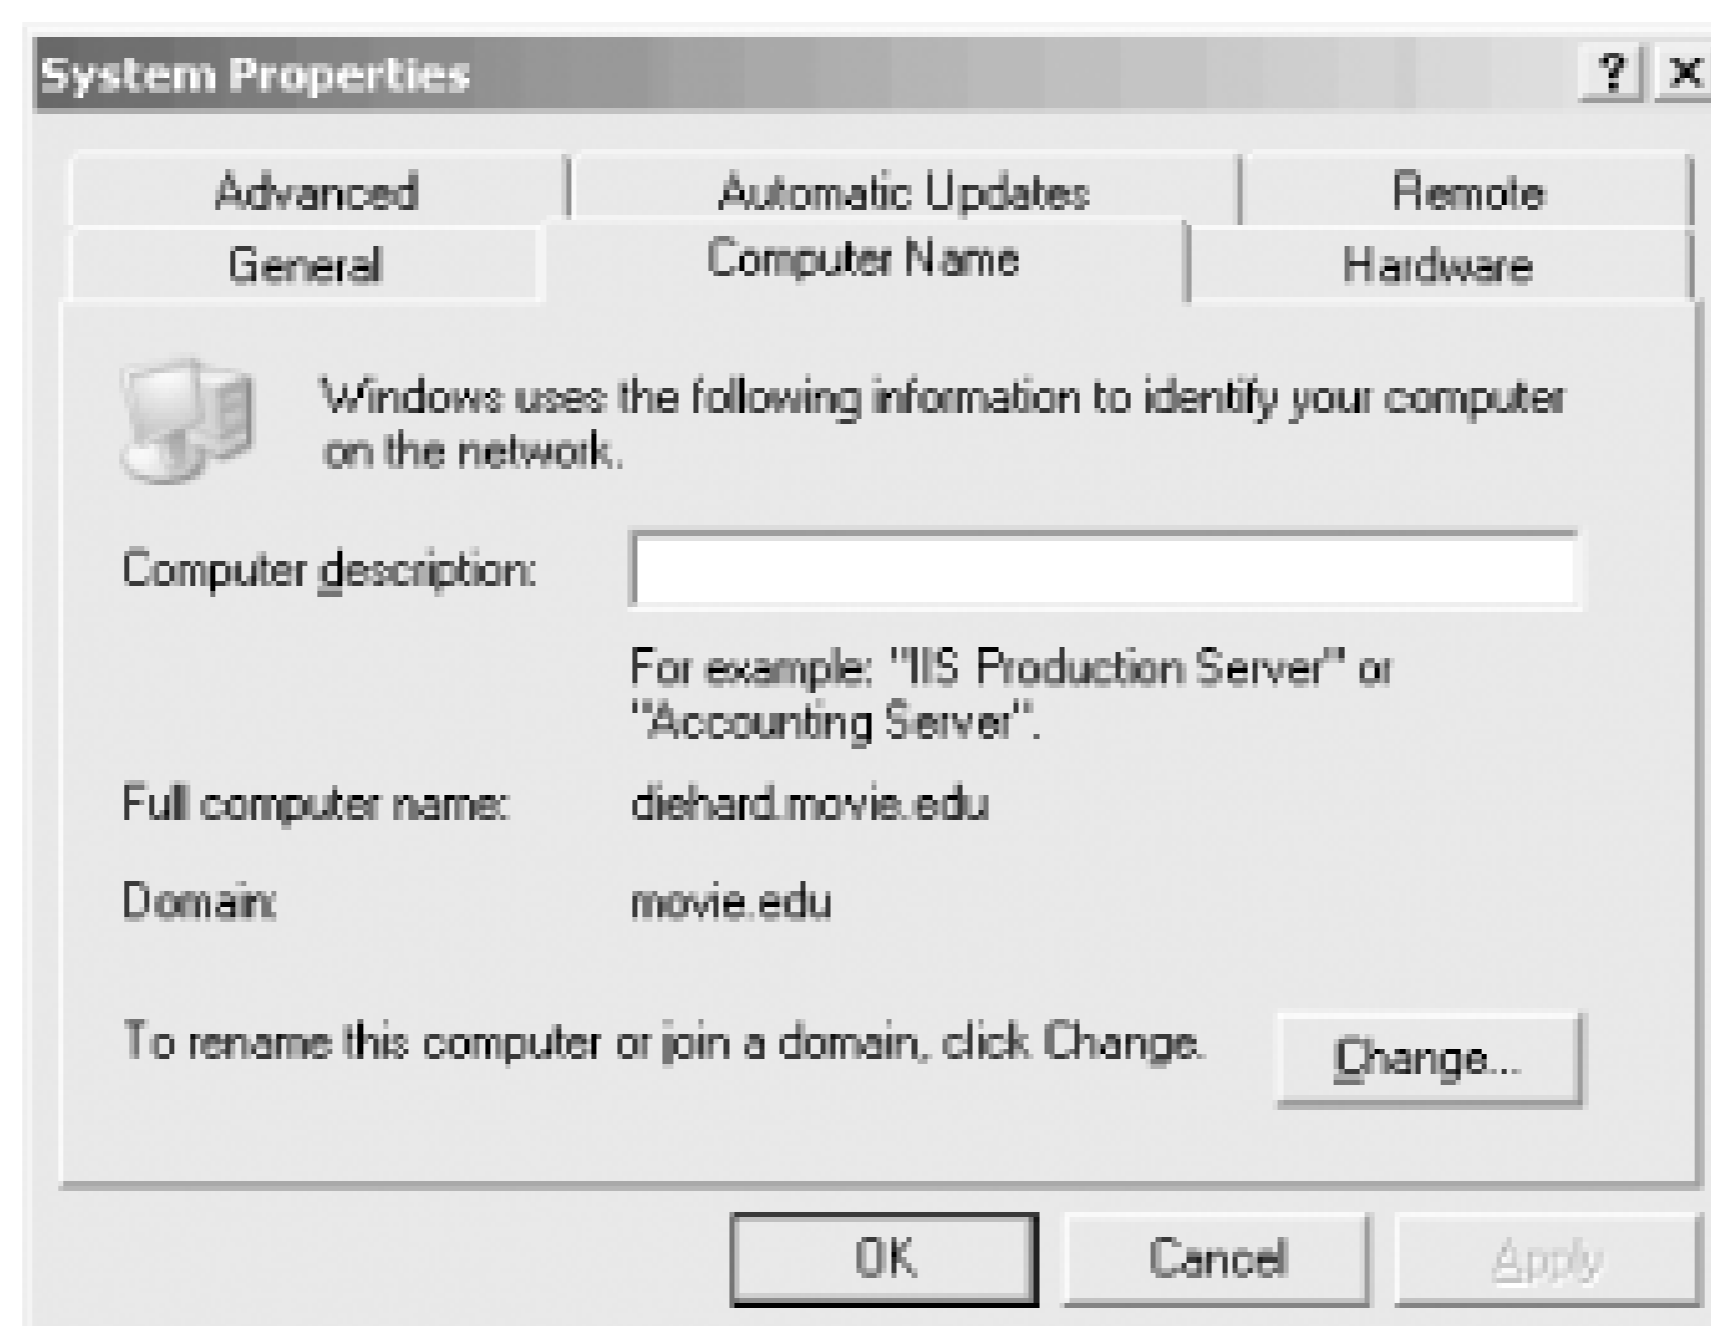 System Properties ? X
Advanced Automatic Updates Remote
General Computer Name Hardware
Windows uses the following information to identify your computer
on the network.
Computer description:
For example: "IIS Production Server" or
"Accounting Server".
Full computer name: diehard.movie.edu
Domain: movie.edu
To rename this computer or join a domain, click Change. Change...
OK Cancel Apply